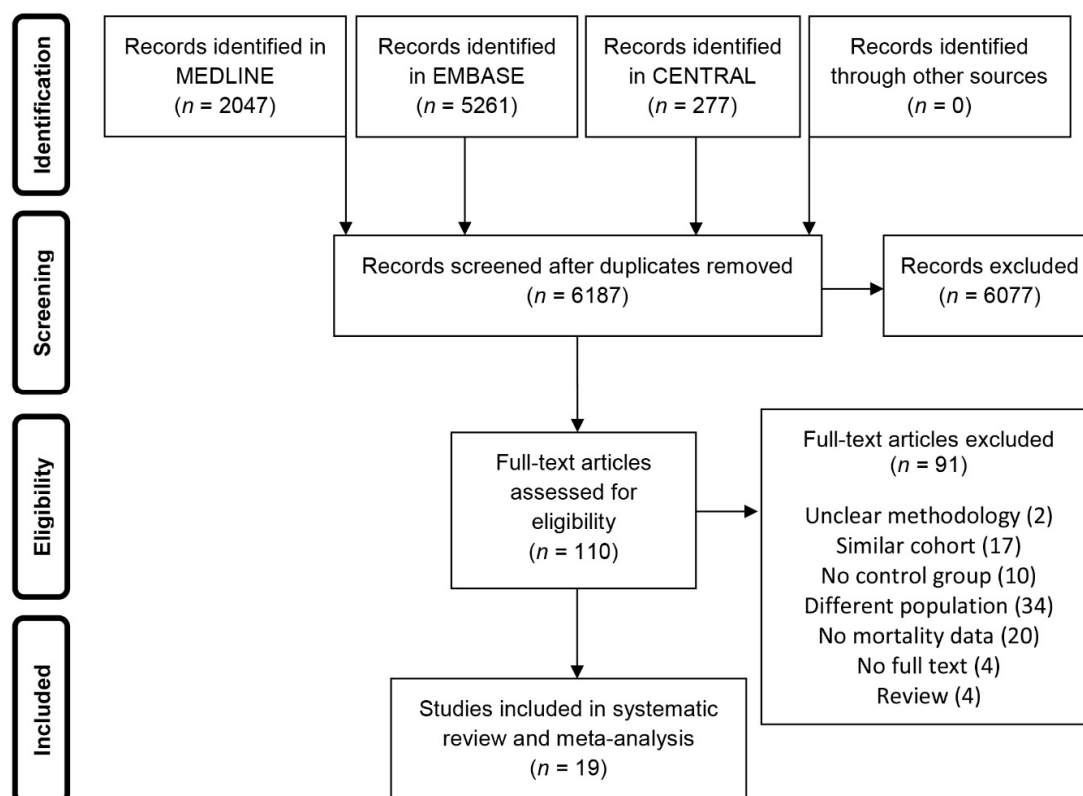 Identification
Records identified in
MEDLINE
(n = 2047)
Records identified
in EMBASE
(n = 5261)
Records identified
in CENTRAL
(n = 277)
Records identified
through other sources
(n = 0)
Screening
Records screened after duplicates removed
(n = 6187)
Records excluded
(n = 6077)
Eligibility
Full-text articles
assessed for
eligibility
(n = 110)
Full-text articles excluded
(n = 91)
Unclear methodology (2)
Similar cohort (17)
No control group (10)
Different population (34)
No mortality data (20)
No full text (4)
Review (4)
Included
Studies included in systematic
review and meta-analysis
(n = 19)